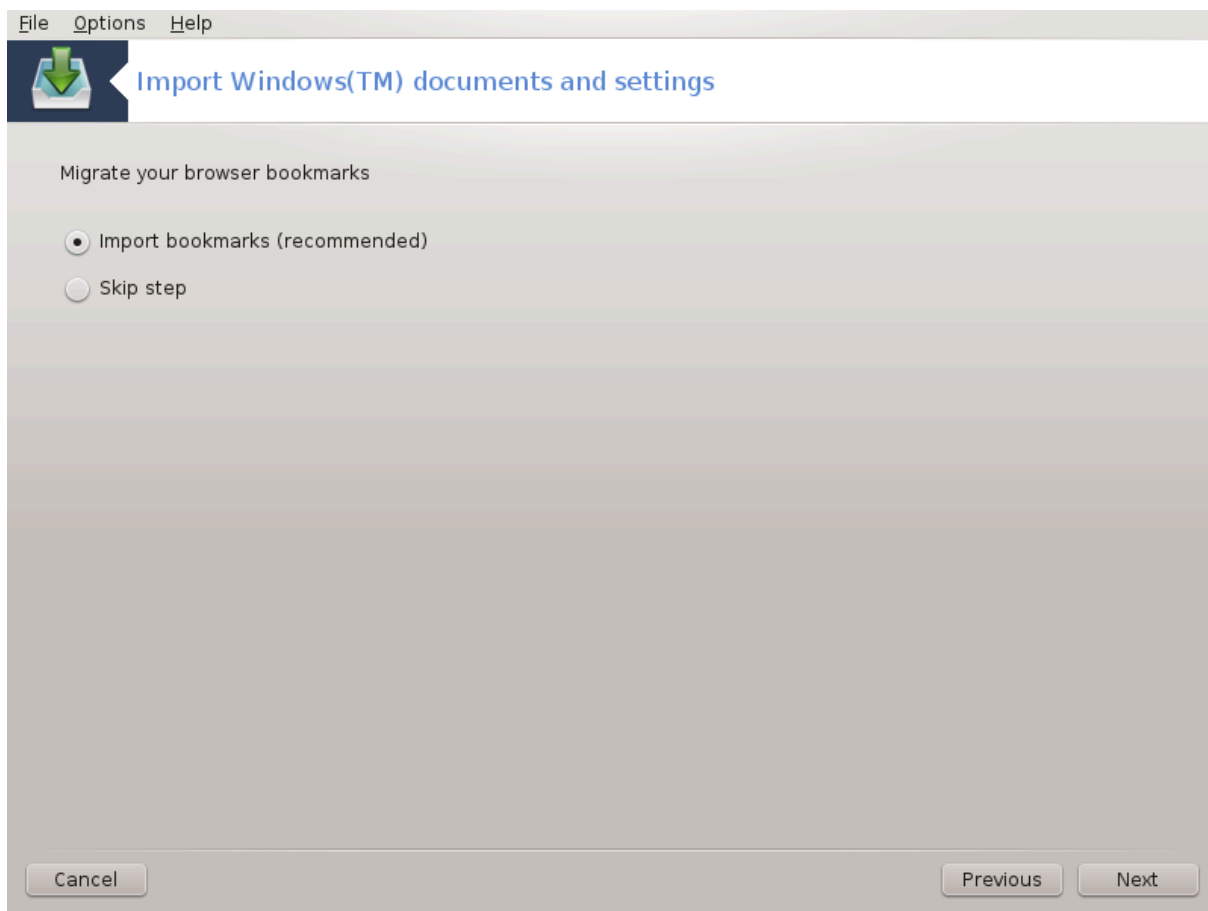 File Options Help
Import Windows(TM) documents and settings
Migrate your browser bookmarks
Import bookmarks (recommended)
Skip step
Cancel Previous Next